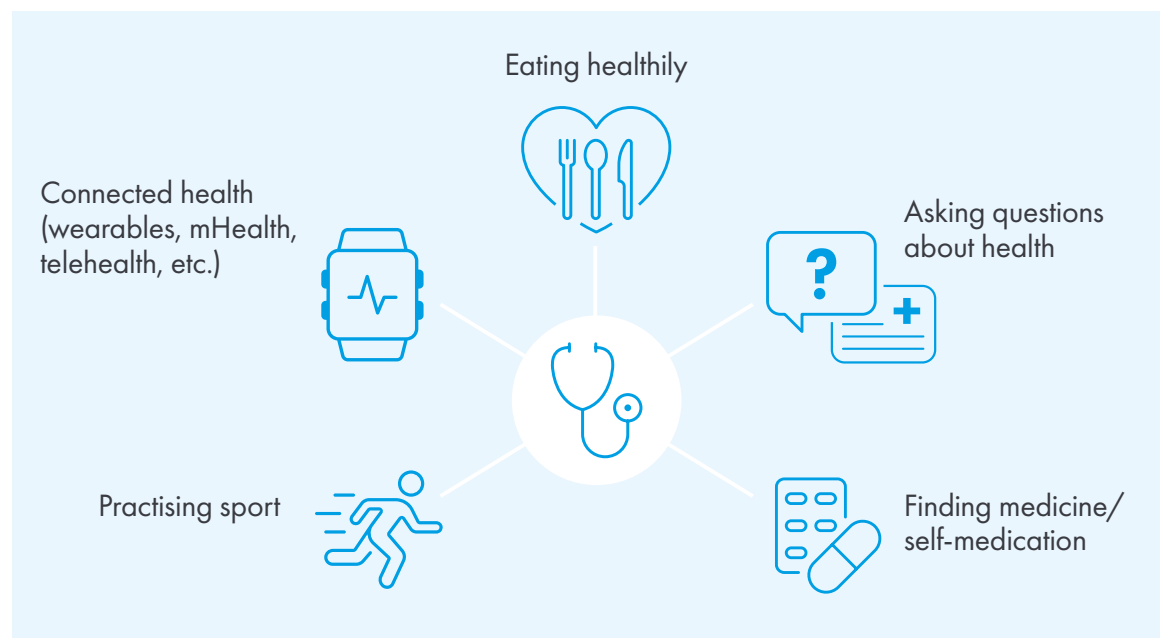 Eating healthily
Connected health
(wearables, mHealth,
telehealth, etc.)
Asking questions
about health
?
Practising sport
Finding medicine/
self-medication